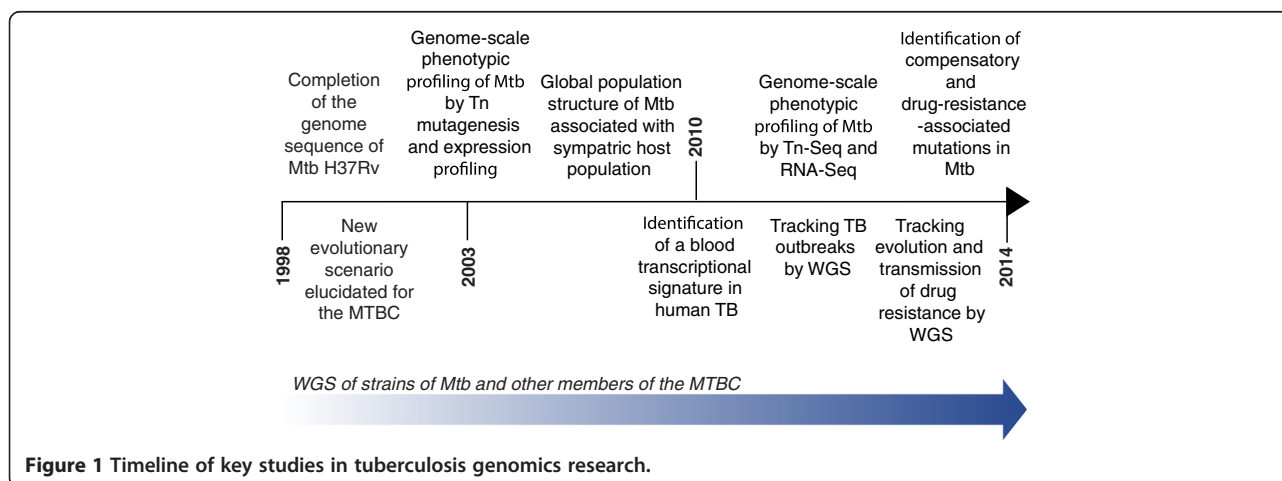 Completion
of the
genome
sequence of
Mtb H37Rv
Genome-scale
phenotypic
profiling of Mtb
by Tn
mutagenesis
and expression
profiling
Global population
structure of Mtb
associated with
sympatric host
population
2010
Genome-scale
phenotypic
profiling of Mtb
by Tn-Seq and
RNA-Seq
Identification of
compensatory
and
drug-resistance
-associated
mutations in
Mtb
1998
New
evolutionary
scenario
elucidated for
the MTBC
2003
Identification
of a blood
transcriptional
signature in
human TB
Tracking TB
outbreaks
by WGS
Tracking
evolution and
transmission
of drug
resistance by
WGS
2014
WGS of strains of Mtb and other members of the MTBC
Figure 1 Timeline of key studies in tuberculosis genomics research.